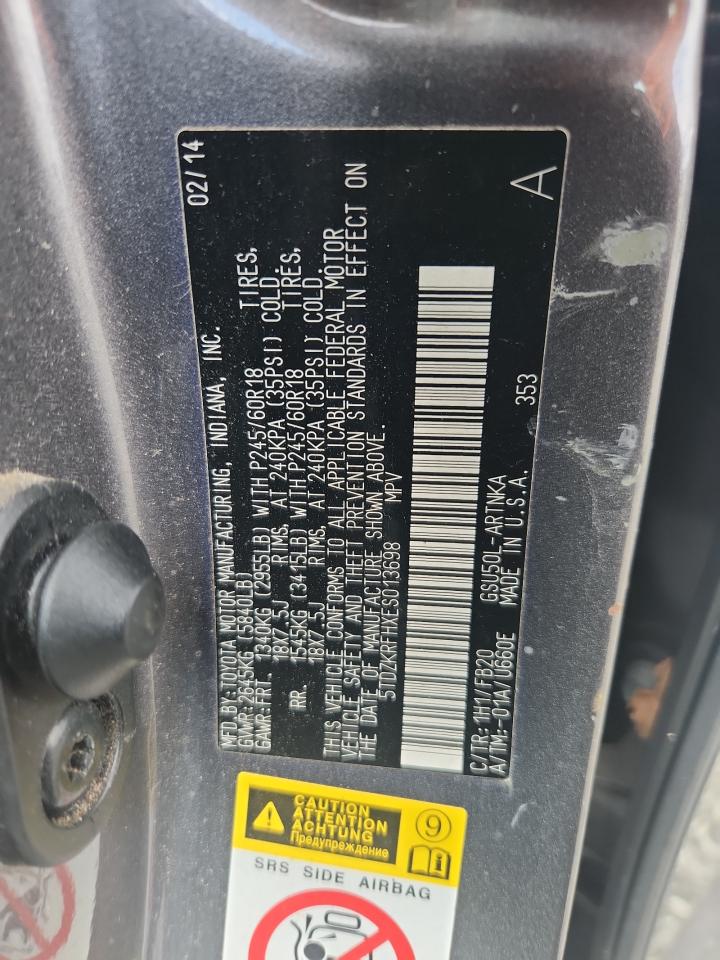 MFD. BY: TOYOTA MOTOR MANUFACTURING, INDIANA, INC. 02/14
GVWR: 2645KG (5840LB)
GAWR: FRT 1340KG (2955LB) WITH P245/60R18 TIRES,
18X7.5J RIMS, AT 240KPA (35PSI) COLD.
RR. 1545KG (3415LB) WITH P245/60R18 TIRES,
18X7.5J RIMS, AT 240KPA (35PSI) COLD.
THIS VEHICLE CONFORMS TO ALL APPLICABLE FEDERAL MOTOR
VEHICLE SAFETY AND THEFT PREVENTION STANDARDS IN EFFECT ON
THE DATE OF MANUFACTURE SHOWN ABOVE.
5TDZKRFHXES013698 MPV
C/TR: 1H1/FB20 GSU50L-ARTNKA 353
A/TM:-01A/U660E MADE IN U.S.A.
A
CAUTION
ATTENTION
ACHTUNG
Предупреждение
9
SRS SIDE AIRBAG